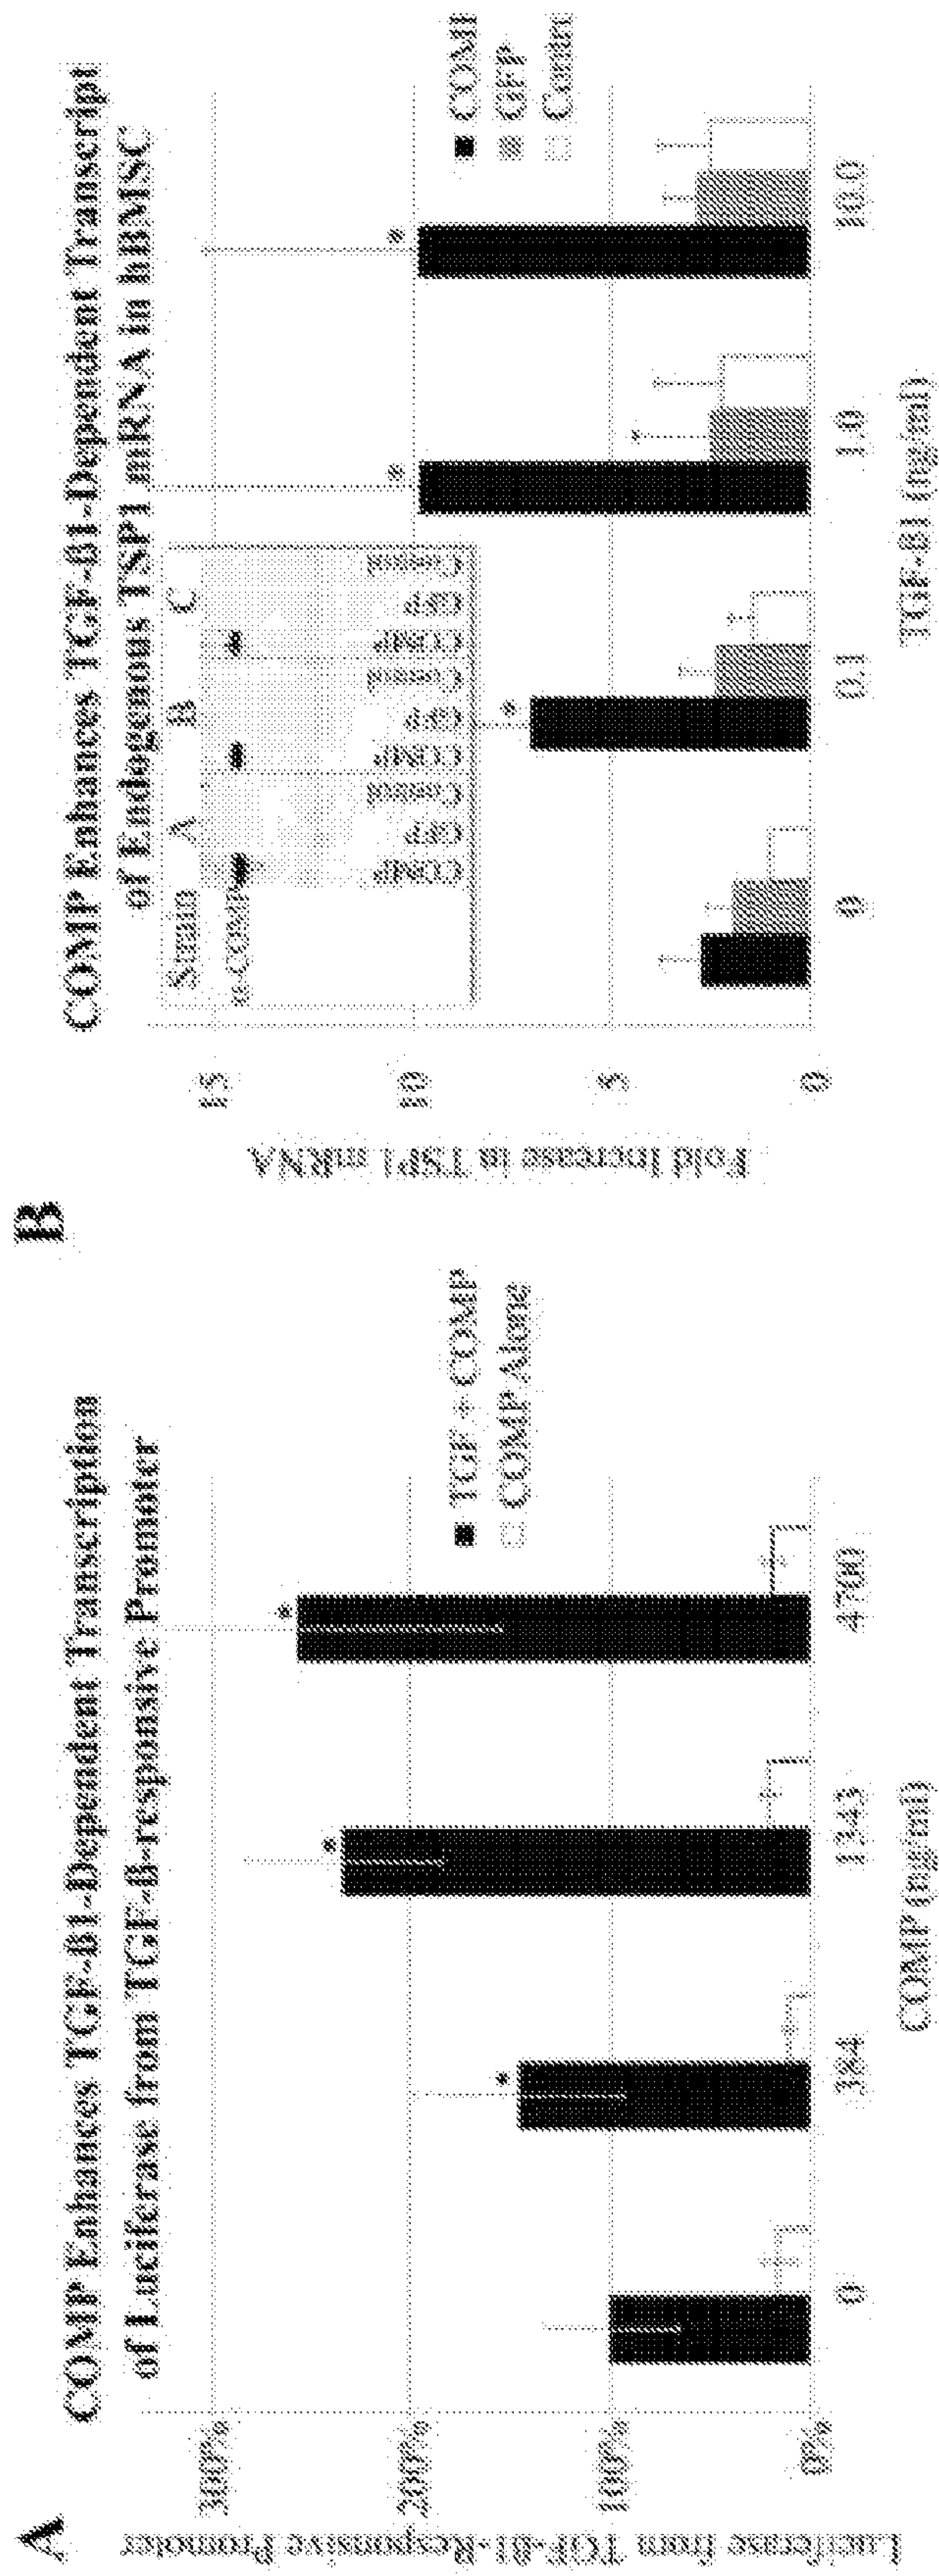 A
COMP Enhances TGF-β1-Dependent Transcription
of Luciferase from TGF-β-responsive Promoter
Luciferase from TGF-β1-Responsive Promoter
300%
200%
100%
0%
TGF + COMP
COMP Alone
*
*
*
0
384
1343
4700
COMP (ng/ml)
B
COMP Enhances TGF-β1-Dependent Transcript
of Endogenous TSP1 mRNA in hBMSC
Fold Increase in TSP1 mRNA
15
10
5
0
Strain A B C
α-COMP
COMP GFP Control COMP GFP Control COMP GFP Control
COMP
GFP
Contro
*
*
*
0
0.1
1.0
10.0
TGF-β1 (ng/ml)